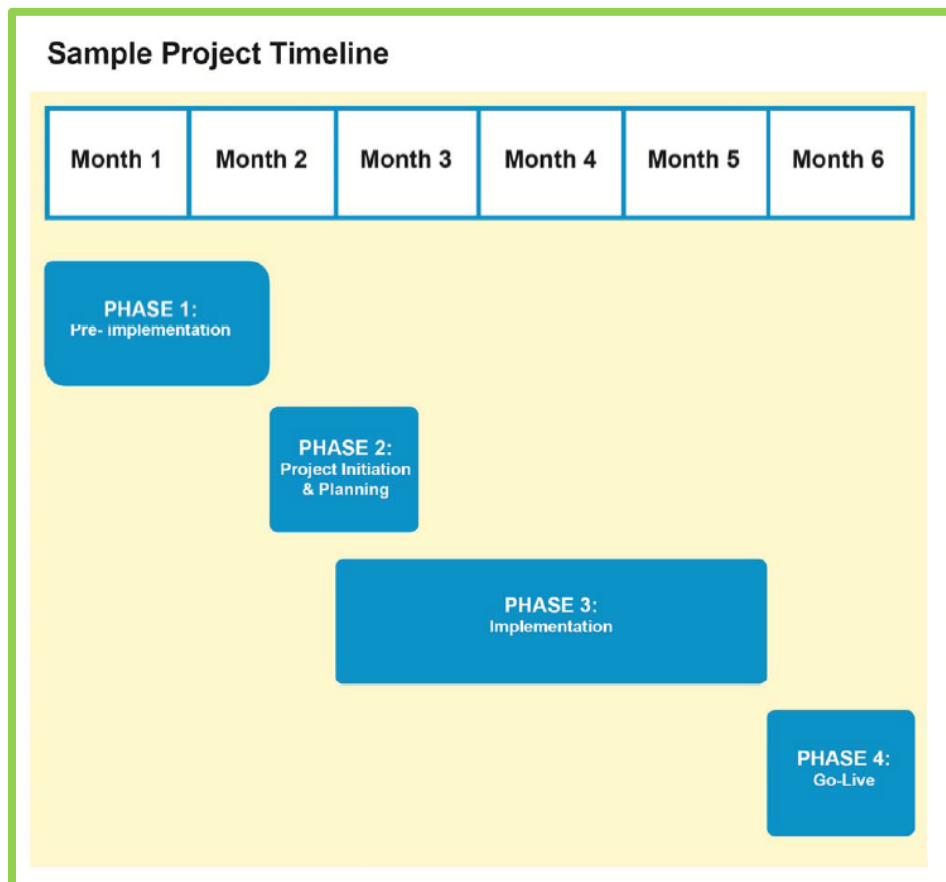 Sample Project Timeline
Month 1 Month 2 Month 3 Month 4 Month 5 Month 6
PHASE 1:
Pre- implementation
PHASE 2:
Project Initiation
& Planning
PHASE 3:
Implementation
PHASE 4:
Go-Live